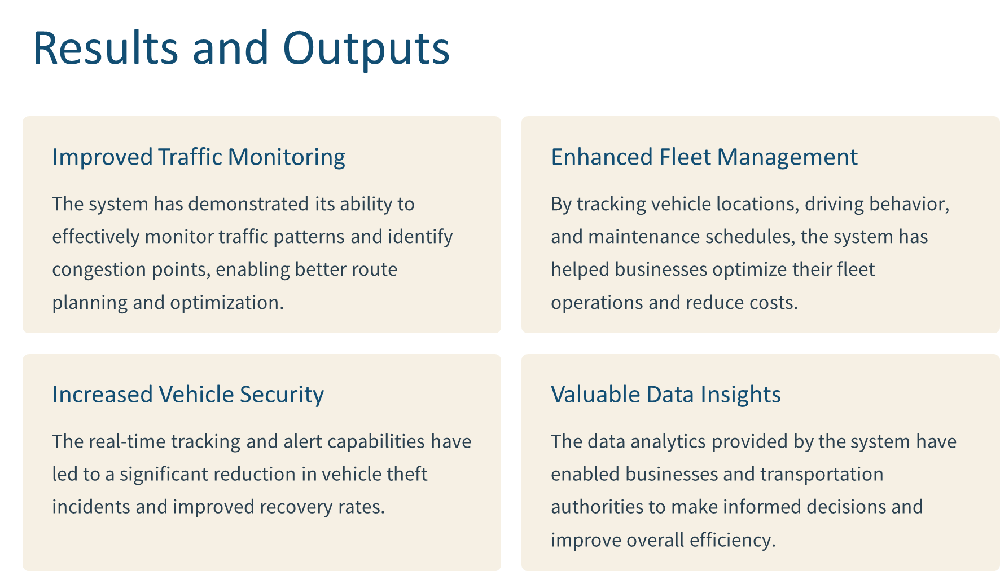 Results and Outputs
Improved Traffic Monitoring
The system has demonstrated its ability to
effectively monitor traffic patterns and identify
congestion points, enabling better route
planning and optimization.
Enhanced Fleet Management
By tracking vehicle locations, driving behavior,
and maintenance schedules, the system has
helped businesses optimize their fleet
operations and reduce costs.
Increased Vehicle Security
The real-time tracking and alert capabilities have
led to a significant reduction in vehicle theft
incidents and improved recovery rates.
Valuable Data Insights
The data analytics provided by the system have
enabled businesses and transportation
authorities to make informed decisions and
improve overall efficiency.